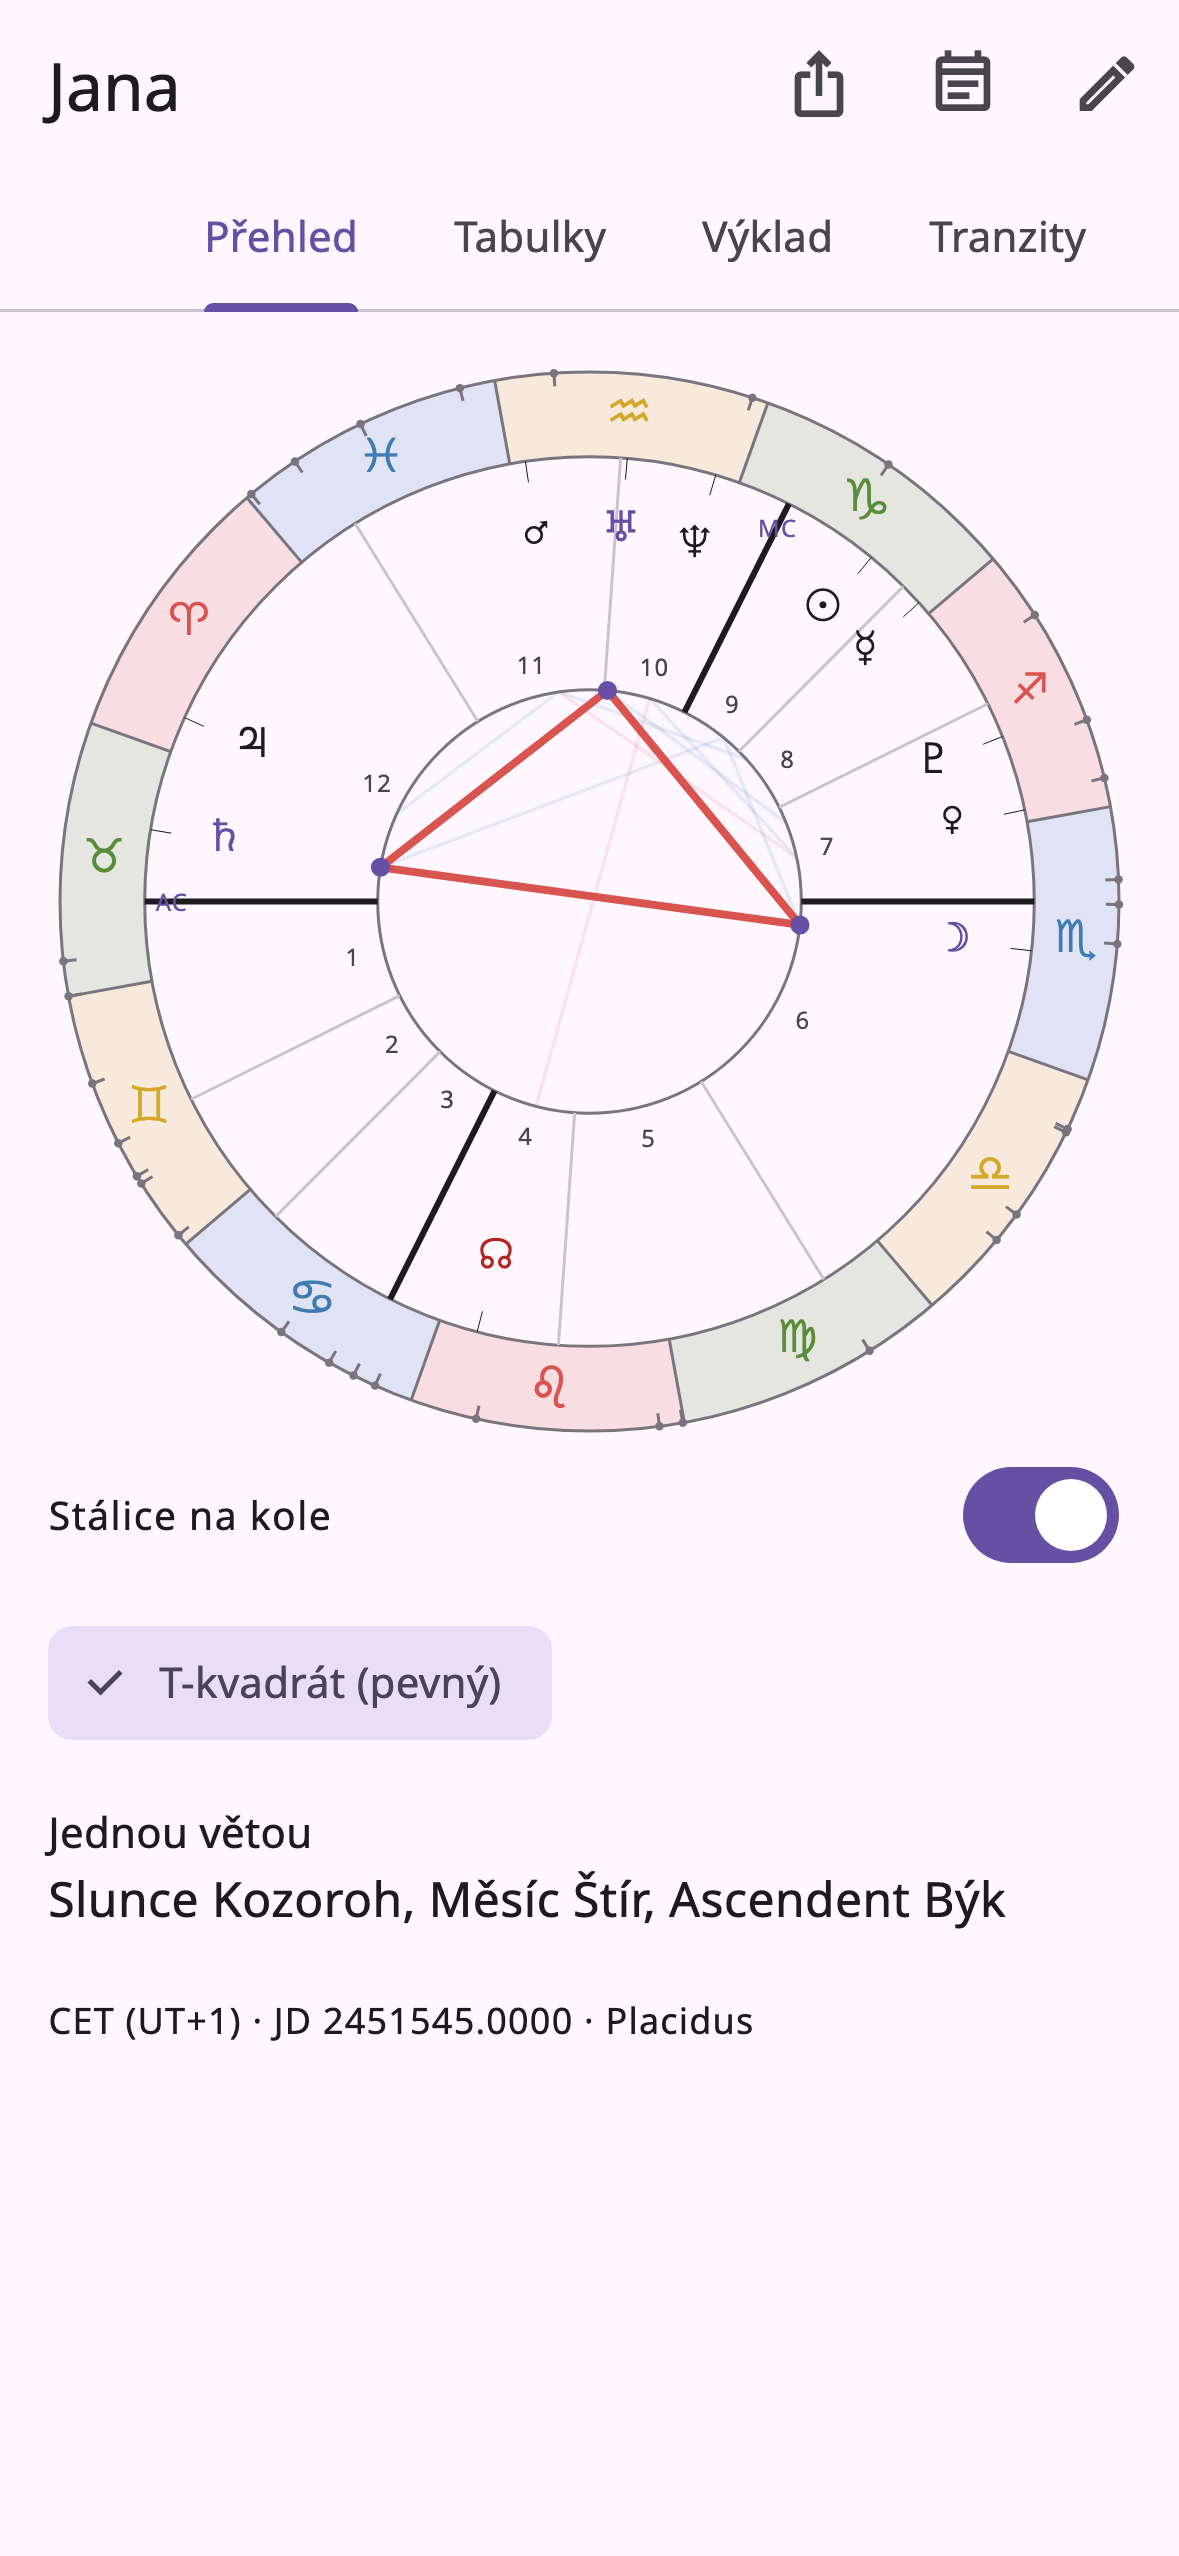 Jana
Přehled Tabulky Výklad Tranzity
♒
♓ ♑
♂ ♅ ♆ MC
☉
♈ ☿
11 10
♐
9
♃ 12 8 ♇
♀
♉ ♄ 7
AC
☽ ♏
1
6
2
♊ 3
4 5
♎
☊
♋
♍
♌
Stálice na kole
T-kvadrát (pevný)
Jednou větou
Slunce Kozoroh, Měsíc Štír, Ascendent Býk
CET (UT+1) · JD 2451545.0000 · Placidus